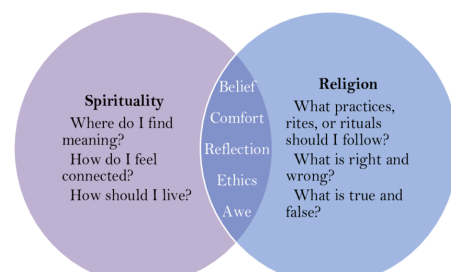 Spirituality
Where do I find
meaning?
How do I feel
connected?
How should I live?
Belief
Comfort
Reflection
Ethics
Awe
Religion
What practices,
rites, or rituals
should I follow?
What is right and
wrong?
What is true and
false?